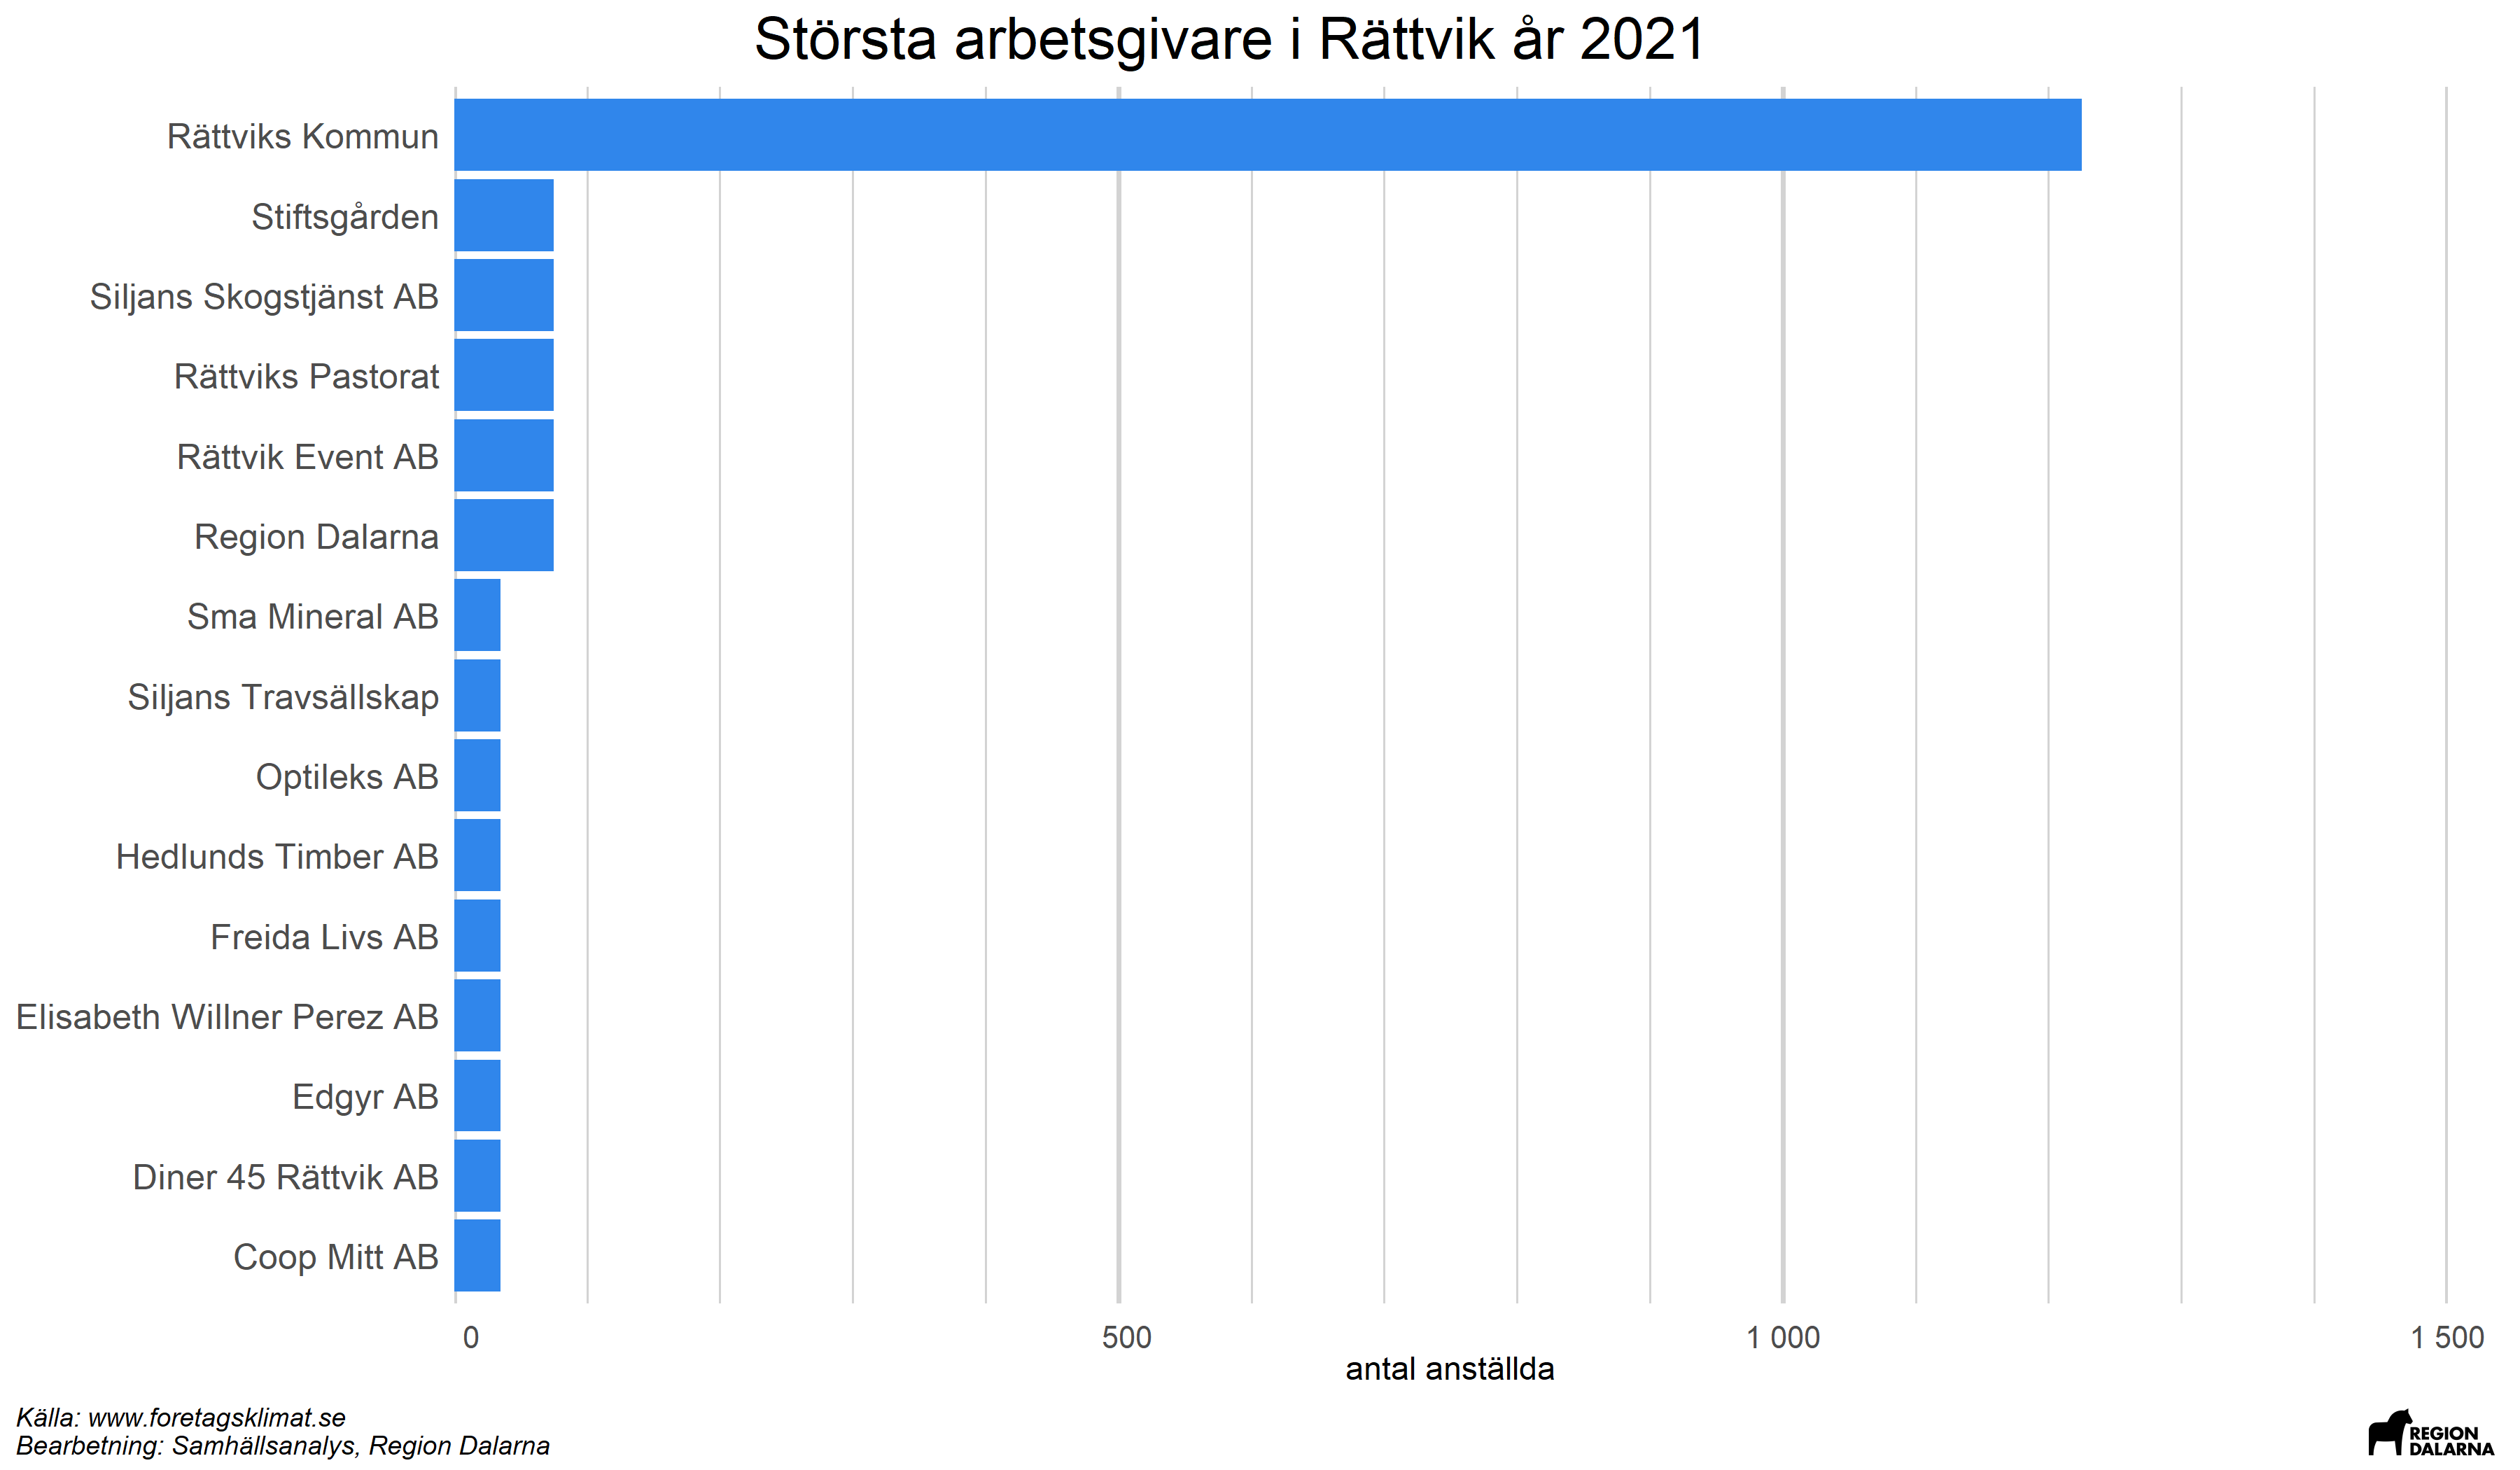 Största arbetsgivare i Rättvik år 2021
Rättviks Kommun
Stiftsgården
Siljans Skogstjänst AB
Rättviks Pastorat
Rättvik Event AB
Region Dalarna
Sma Mineral AB
Siljans Travsällskap
Optileks AB
Hedlunds Timber AB
Freida Livs AB
Elisabeth Willner Perez AB
Edgyr AB
Diner 45 Rättvik AB
Coop Mitt AB
0 500 1 000 1 500
antal anställda
Källa: www.foretagsklimat.se
Bearbetning: Samhällsanalys, Region Dalarna
REGION
DALARNA